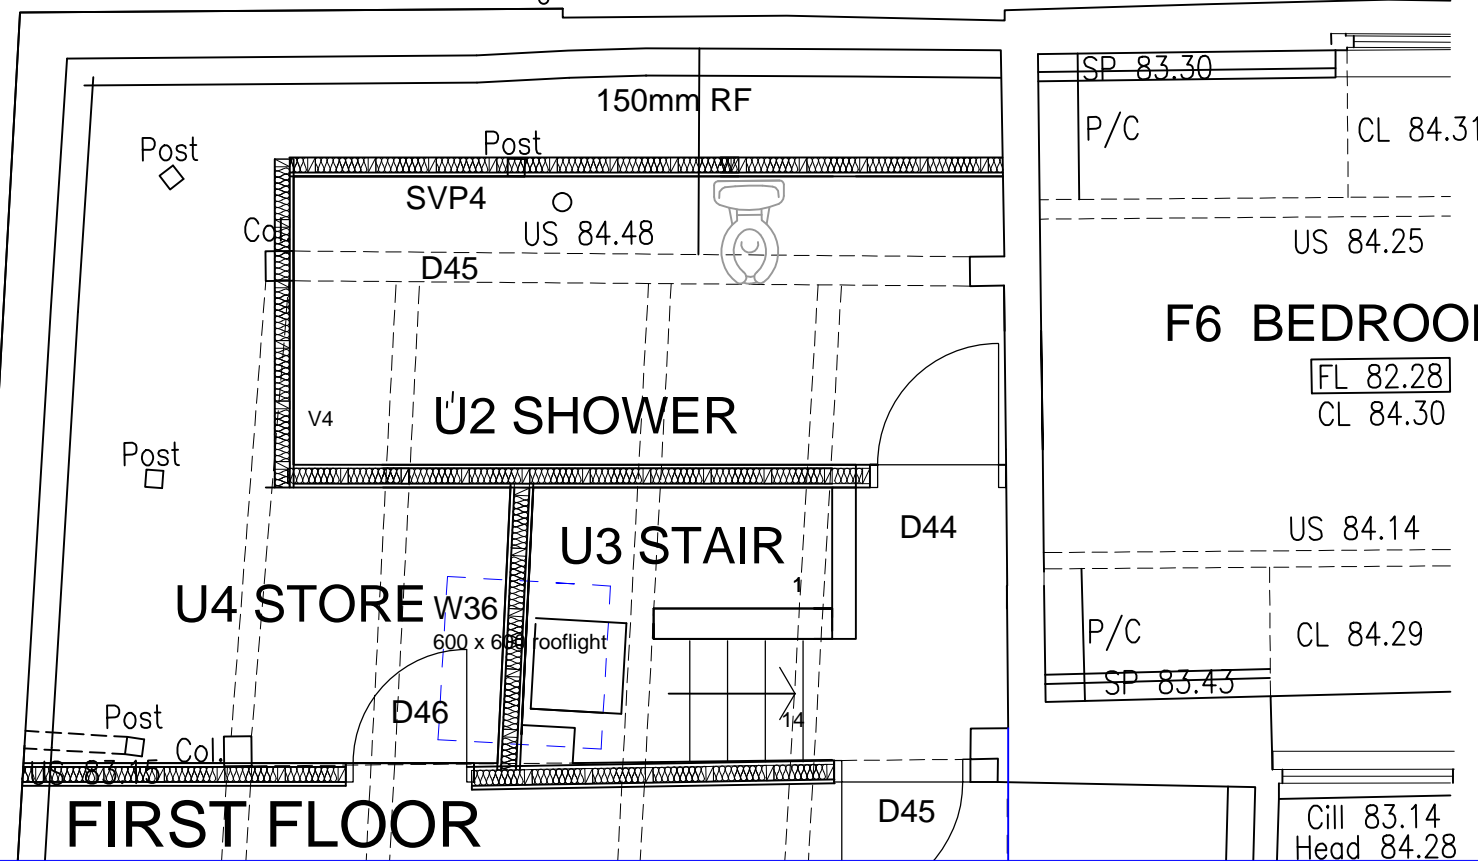 SP 83.30
150mm RF
P/C
CL 84.31
Post
Post
SVP4
Col.
US 84.48
US 84.25
D45
F6 BEDROO
FL 82.28
CL 84.30
V4
U2 SHOWER
Post
D44
US 84.14
U3 STAIR
1
U4 STORE
W36
600 x 600 rooflight
P/C
CL 84.29
SP 83.43
D46
14
Post
Col.
US 83.15
FIRST FLOOR
D45
Cill 83.14
Head 84.28